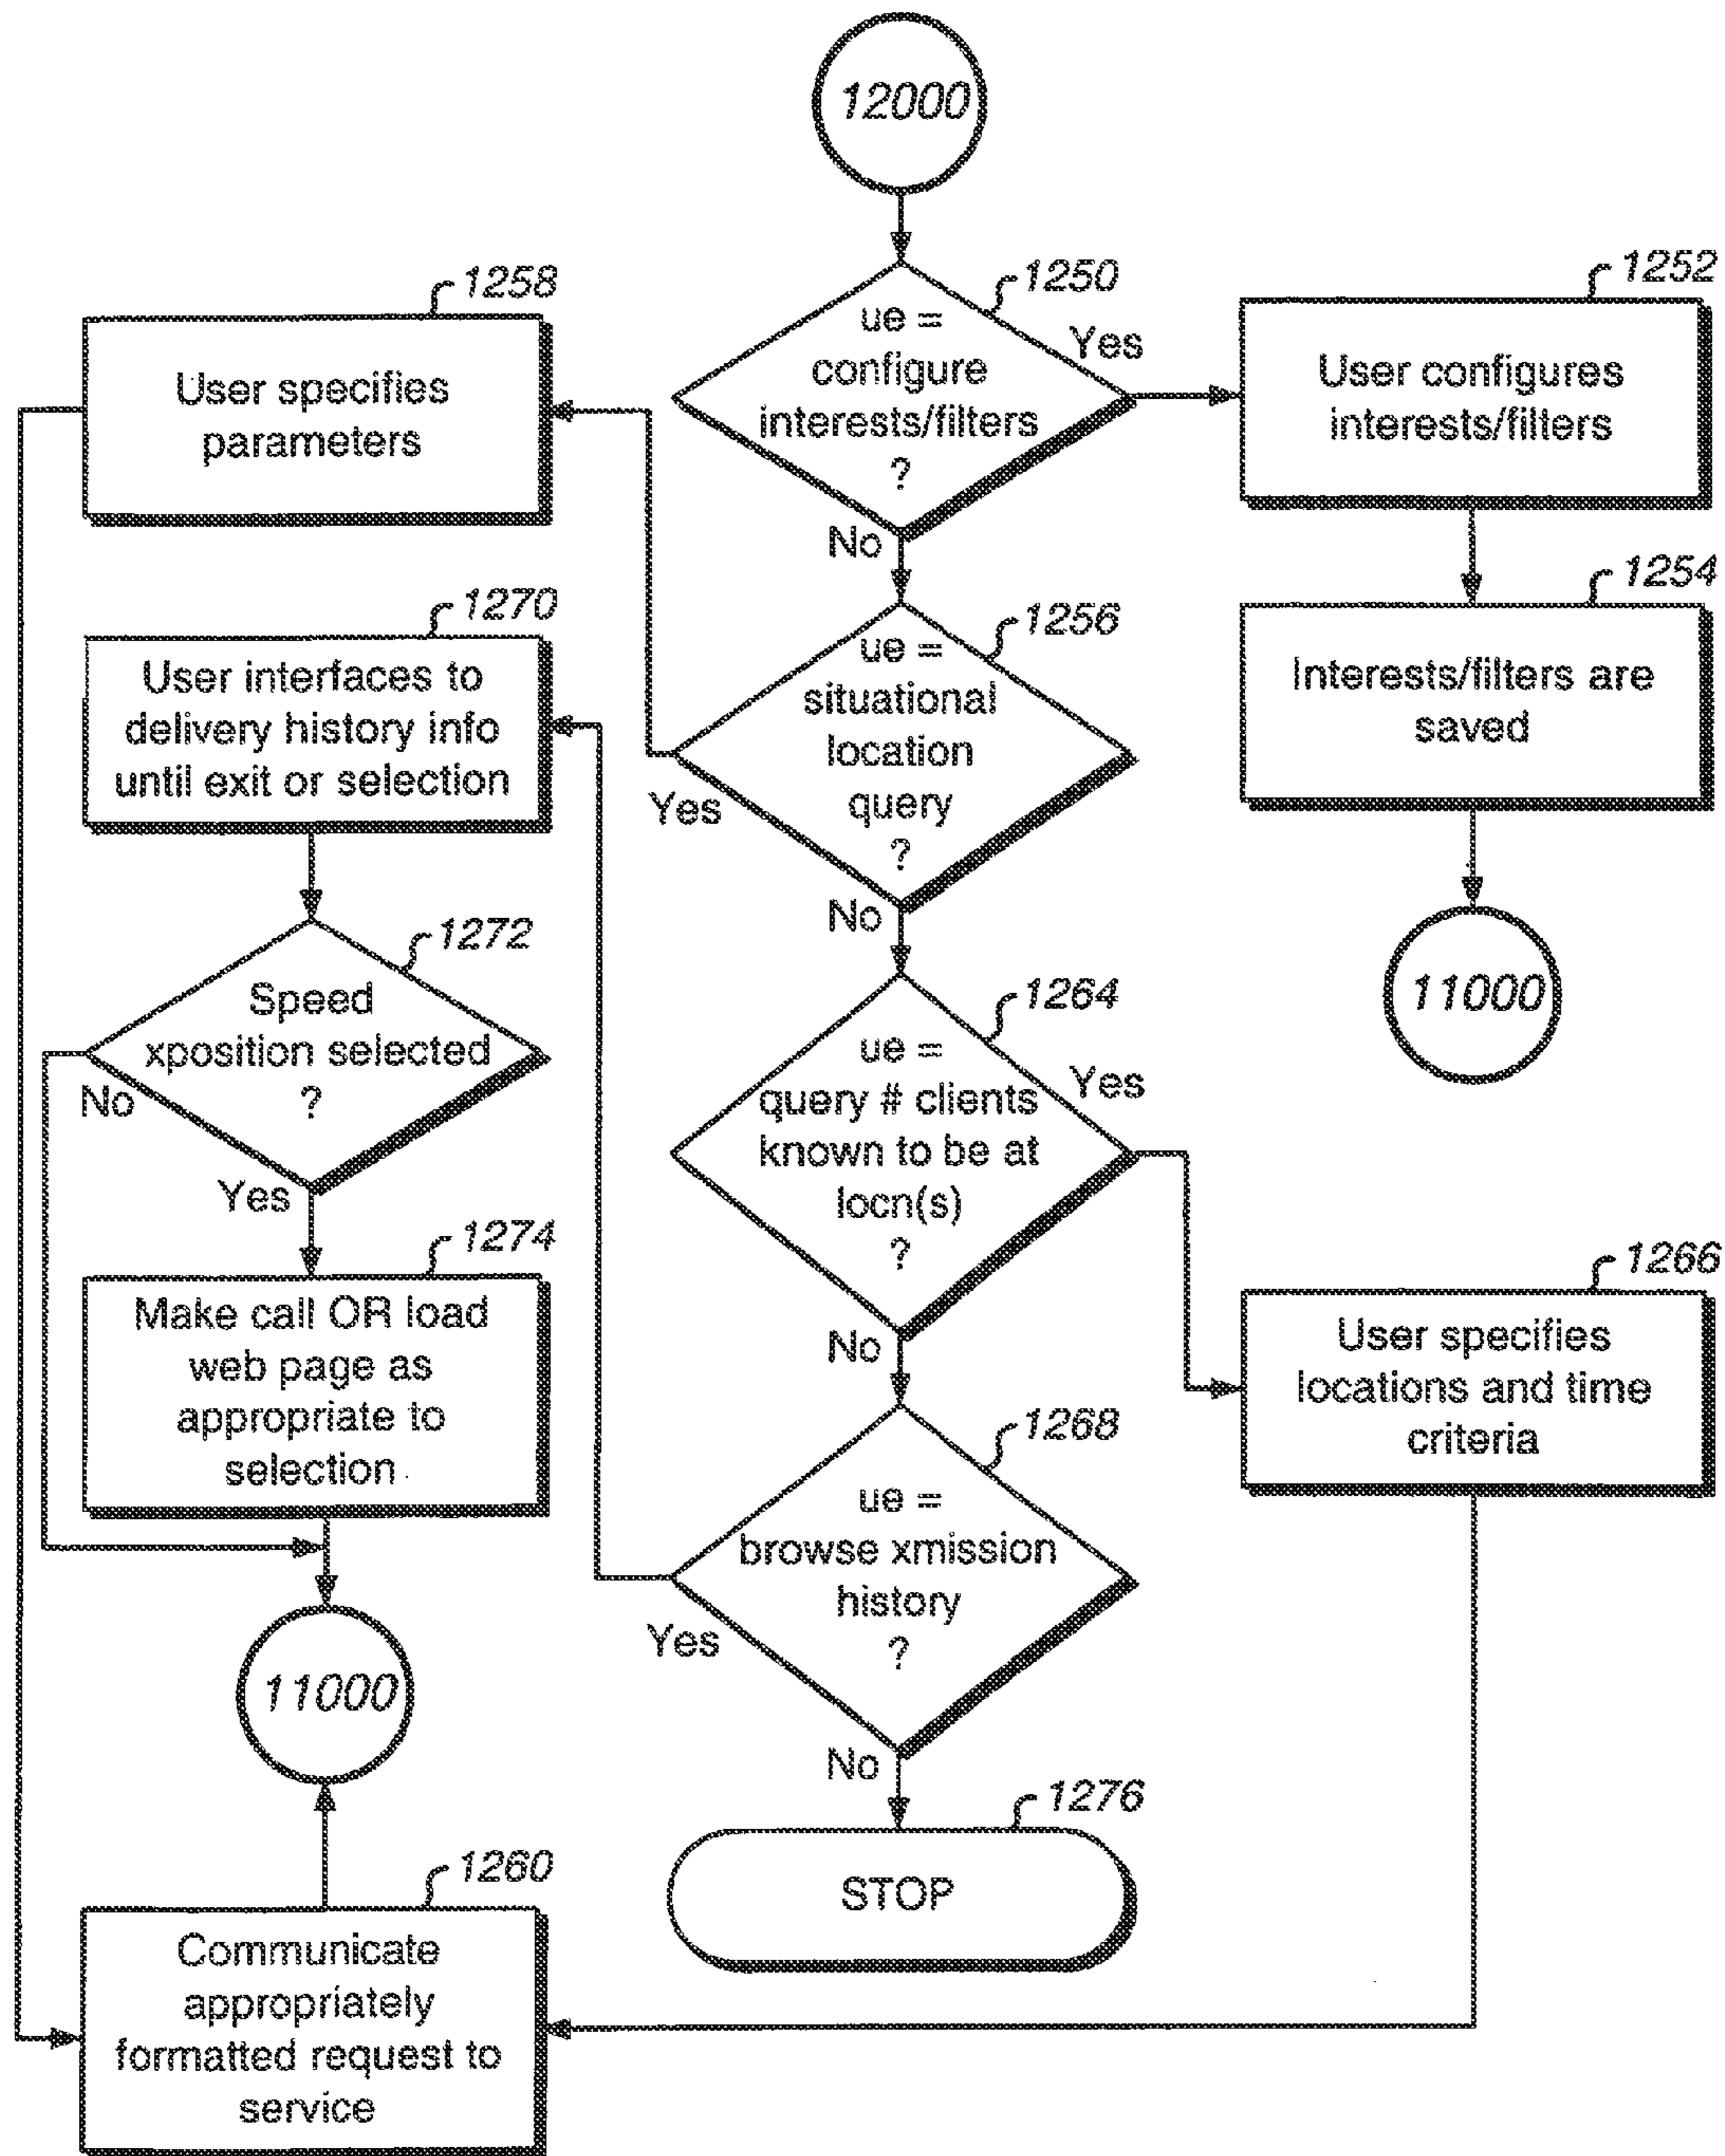 12000
1250
ue =
configure
interests/filters
?
Yes
No
1252
User configures
interests/filters
1254
Interests/filters are
saved
11000
1256
ue =
situational
location
query
?
Yes
No
1258
User specifies
parameters
1264
ue =
query # clients
known to be at
locn(s)
?
Yes
No
1266
User specifies
locations and time
criteria
1268
ue =
browse xmission
history
?
Yes
No
1270
User interfaces to
delivery history info
until exit or selection
1272
Speed
xposition selected
?
No
Yes
1274
Make call OR load
web page as
appropriate to
selection
11000
1260
Communicate
appropriately
formatted request to
service
1276
STOP